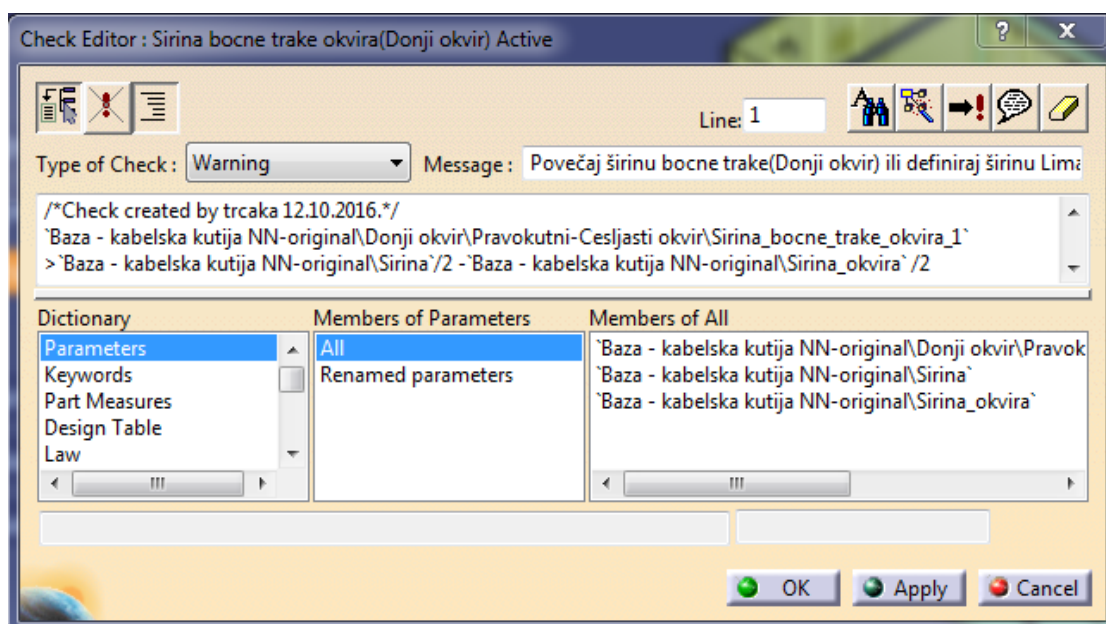 Check Editor : Sirina bocne trake okvira(Donji okvir) Active
? x
Line: 1
Type of Check : Warning Message : Povečaj širinu bocne trake(Donji okvir) ili definiraj širinu Lima
/*Check created by trcaka 12.10.2016.*/
`Baza - kabelska kutija NN-original\Donji okvir\Pravokutni-Cesljasti okvir\Sirina_bocne_trake_okvira_1`
>`Baza - kabelska kutija NN-original\Sirina`/2 -`Baza - kabelska kutija NN-original\Sirina_okvira` /2
Dictionary Members of Parameters Members of All
Parameters All `Baza - kabelska kutija NN-original\Donji okvir\Pravok
Keywords Renamed parameters `Baza - kabelska kutija NN-original\Sirina`
Part Measures `Baza - kabelska kutija NN-original\Sirina_okvira`
Design Table
Law
OK Apply Cancel